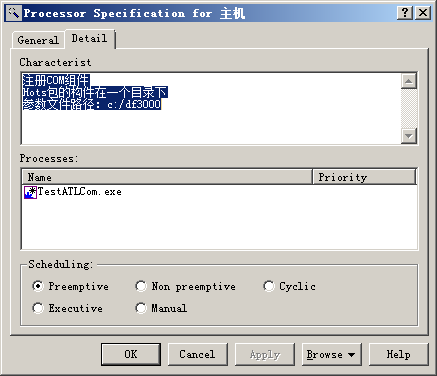 Processor Specification for 主机
General
Detail
Characterist
注册COM组件
Hots包的构件在一个目录下
参数文件路径: c:/df3000
Processes:
Name Priority
TestATLCom.exe
Scheduling:
Preemptive Non preemptive Cyclic
Executive Manual
OK Cancel Apply Browse Help